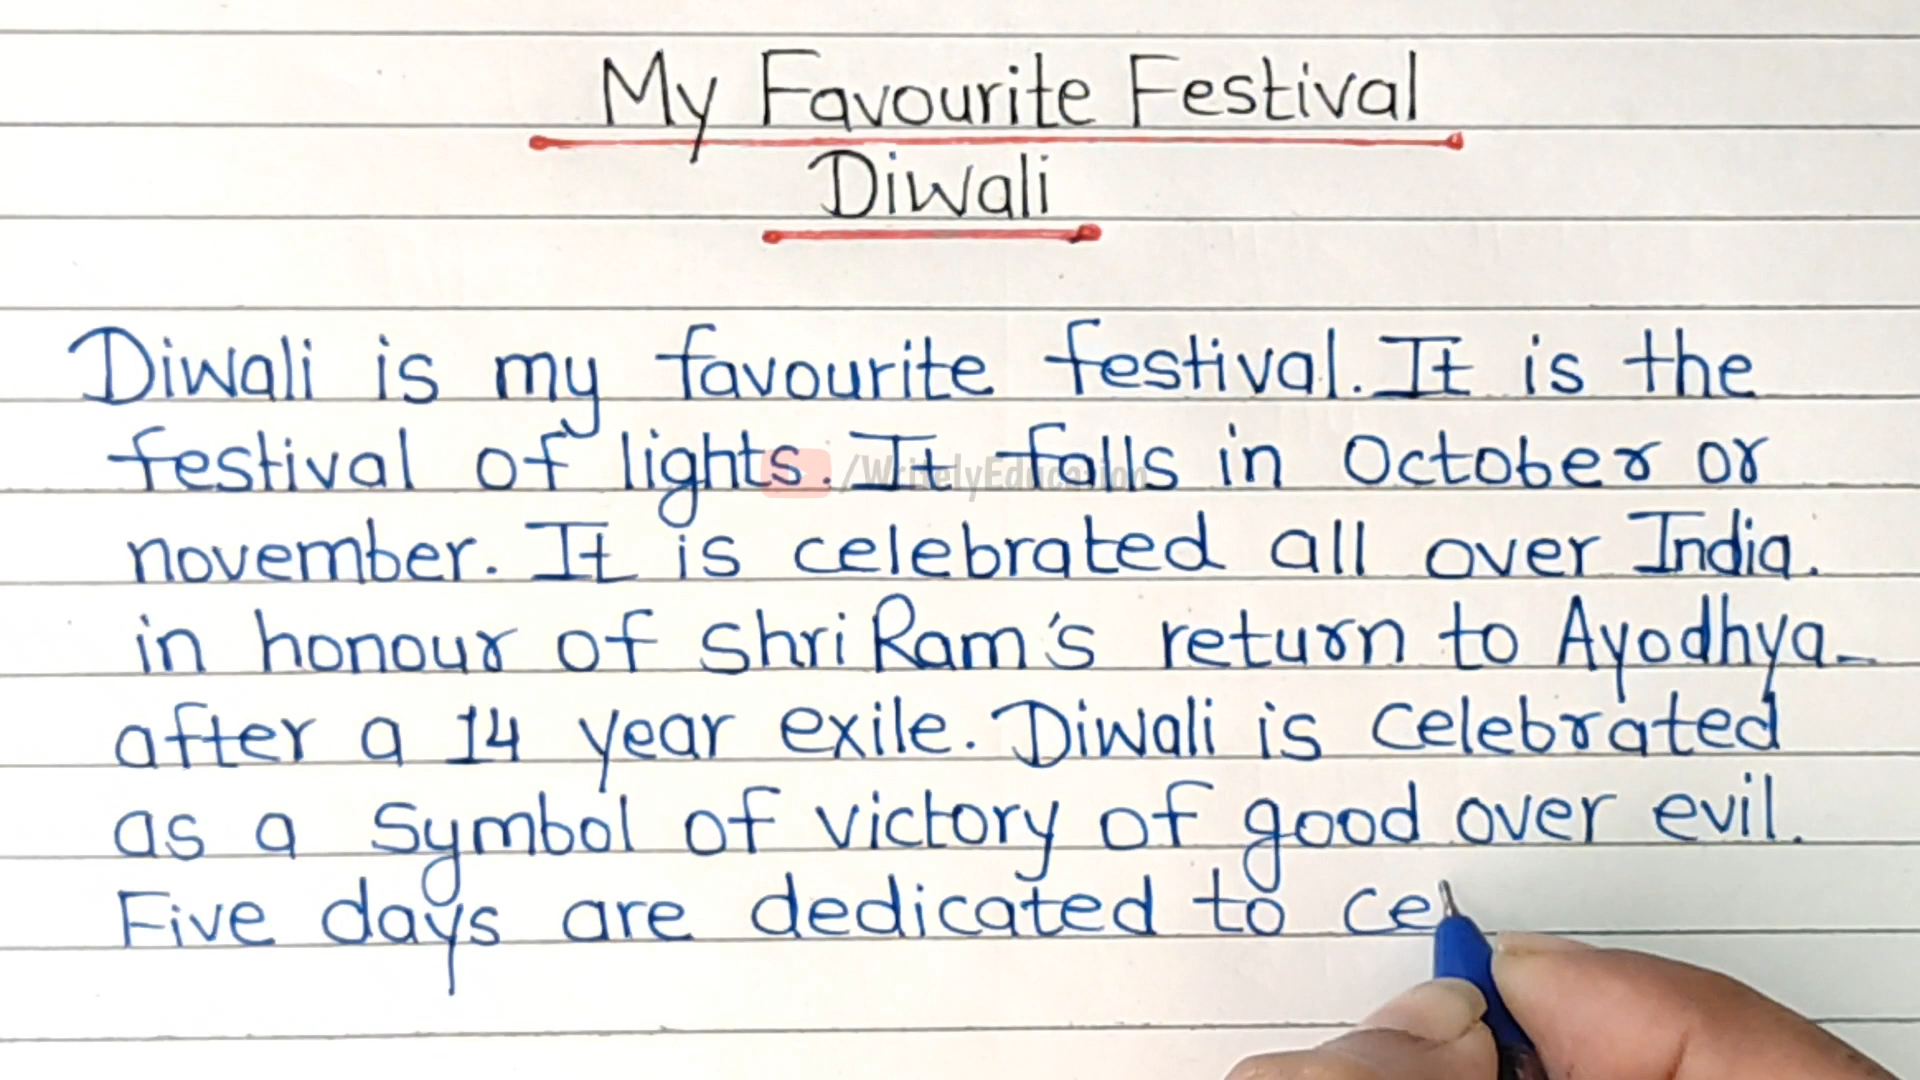 My Favourite Festival
Diwali
Diwali is my favourite festival. It is the
festival of lights. It falls in October or
november. It is celebrated all over India.
in honour of Shri Ram's return to Ayodhya
after a 14 year exile. Diwali is celebrated
as a symbol of victory of good over evil.
Five days are dedicated to ce
/WritelyEducation